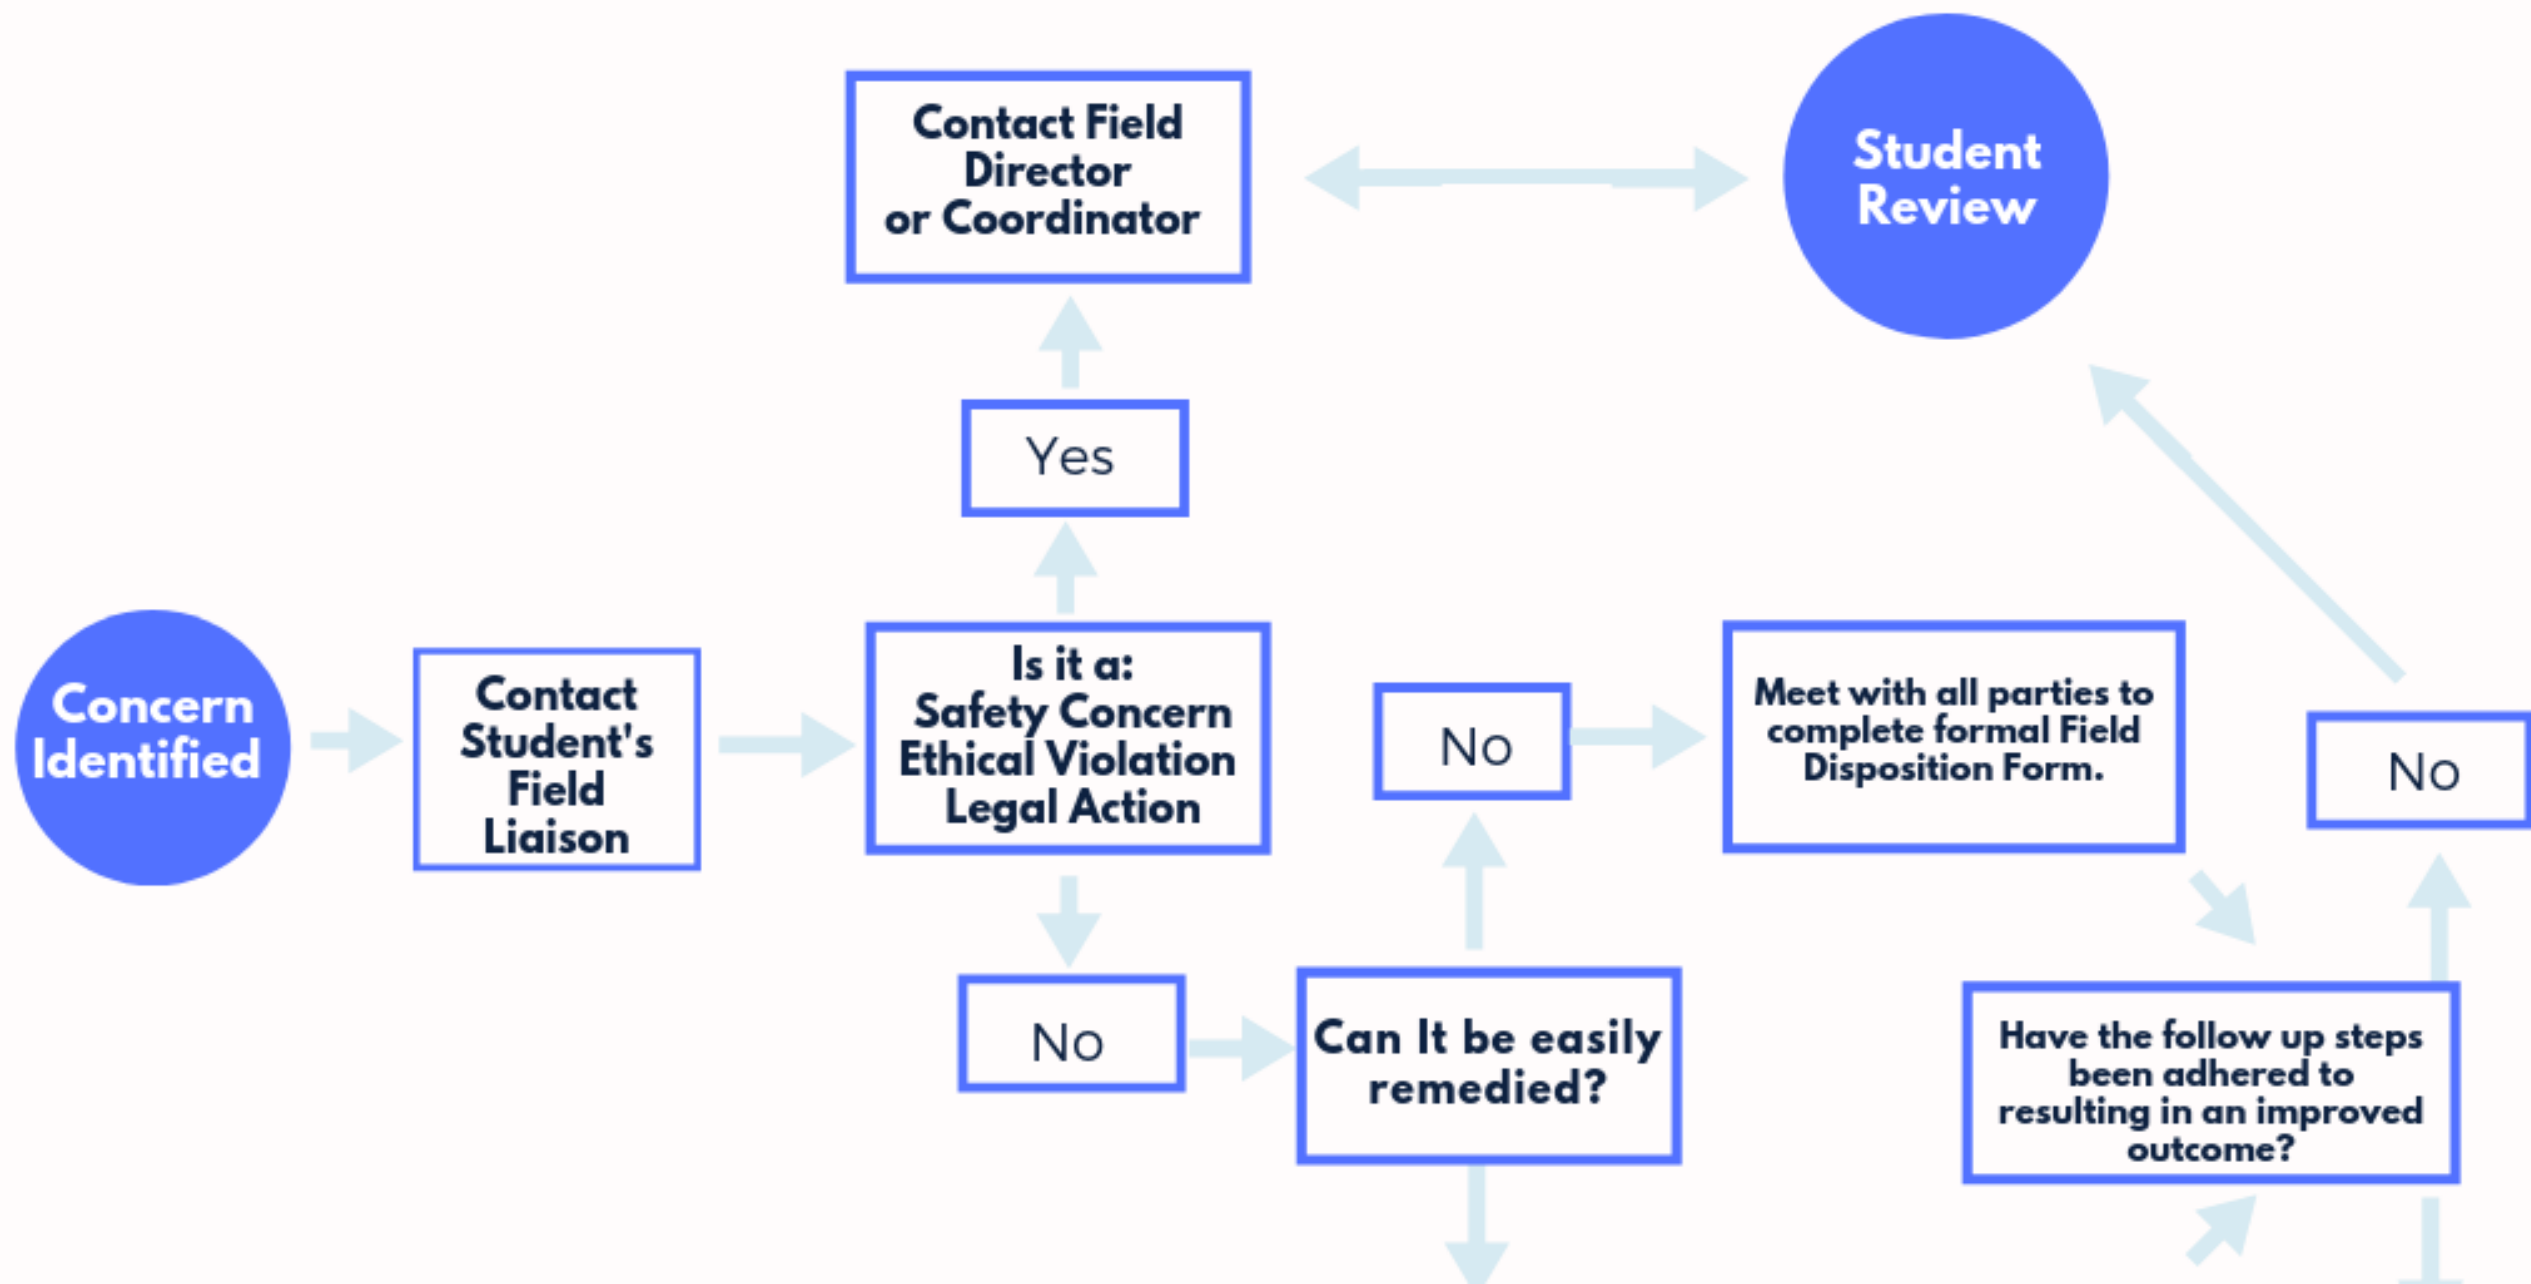 Contact Field
Director
or Coordinator
Student
Review
Yes
Concern
Identified
Contact
Student's
Field
Liaison
Is it a:
Safety Concern
Ethical Violation
Legal Action
No
Meet with all parties to
complete formal Field
Disposition Form.
No
No
Can It be easily
remedied?
Have the follow up steps
been adhered to
resulting in an improved
outcome?